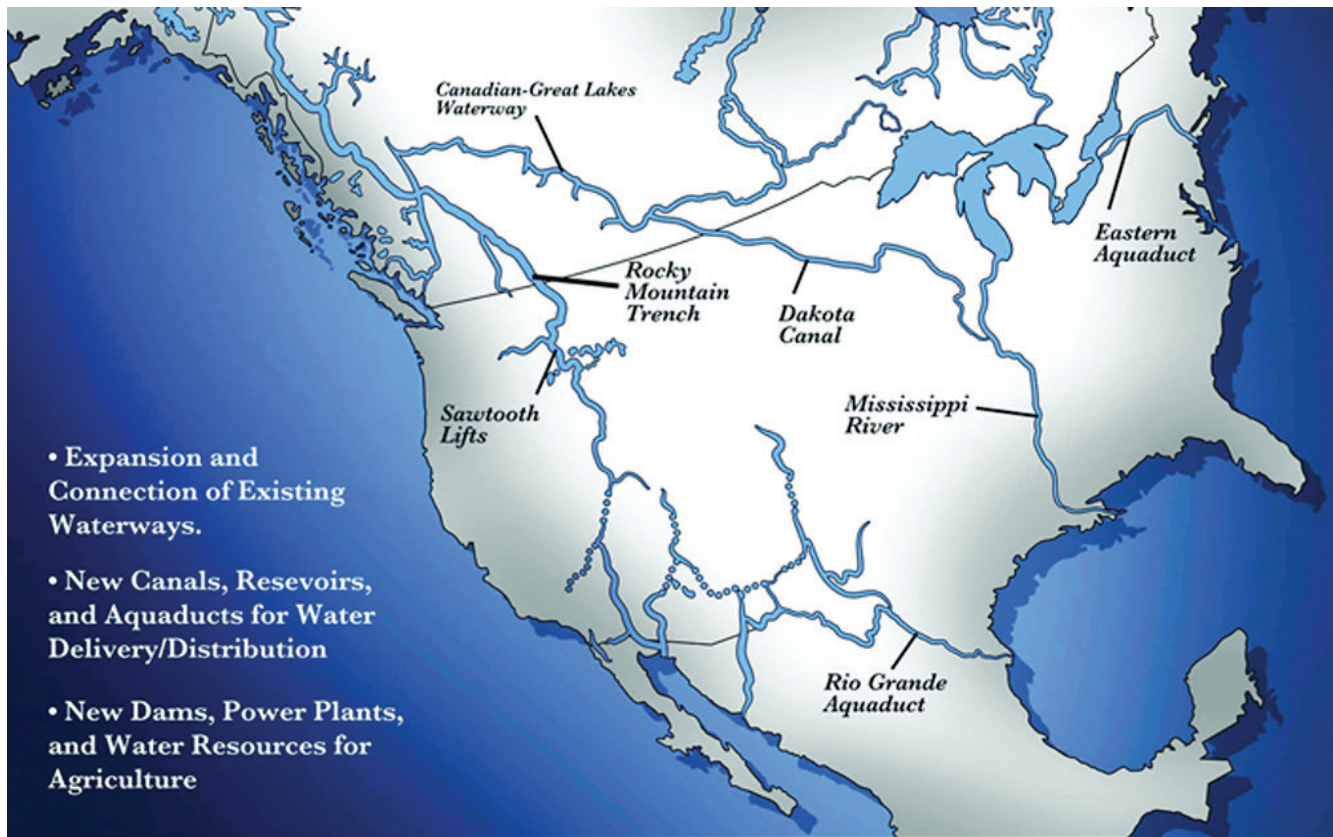 Canadian-Great Lakes
Waterway
Eastern
Aquaduct
Rocky
Mountain
Trench
Dakota
Canal
Sawtooth
Lifts
Mississippi
River
Rio Grande
Aquaduct
• Expansion and
Connection of Existing
Waterways.
• New Canals, Resevoirs,
and Aquaducts for Water
Delivery/Distribution
• New Dams, Power Plants,
and Water Resources for
Agriculture